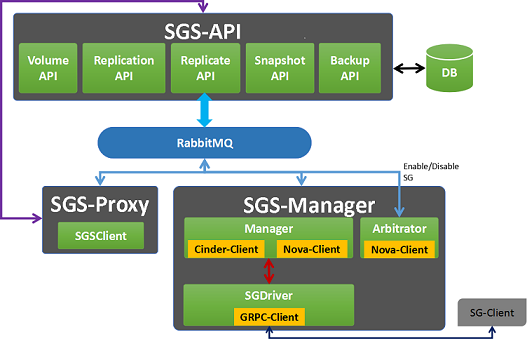 SGS-API
Volume
API
Replication
API
Replicate
API
Snapshot
API
Backup
API
DB
RabbitMQ
Enable/Disable
SG
SGS-Proxy
SGSClient
SGS-Manager
Manager
Cinder-Client
Nova-Client
Arbitrator
Nova-Client
SGDriver
GRPC-Client
SG-Client